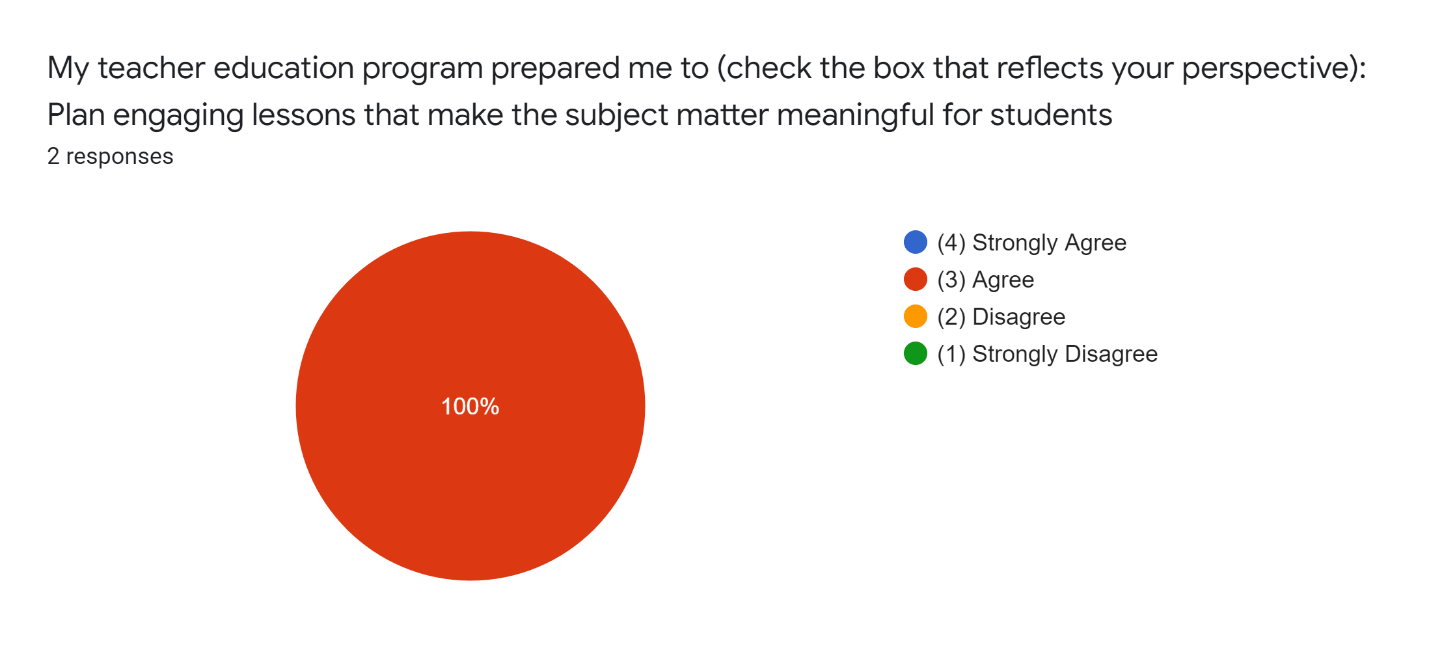 My teacher education program prepared me to (check the box that reflects your perspective):
Plan engaging lessons that make the subject matter meaningful for students
2 responses
(4) Strongly Agree
(3) Agree
(2) Disagree
(1) Strongly Disagree
100%